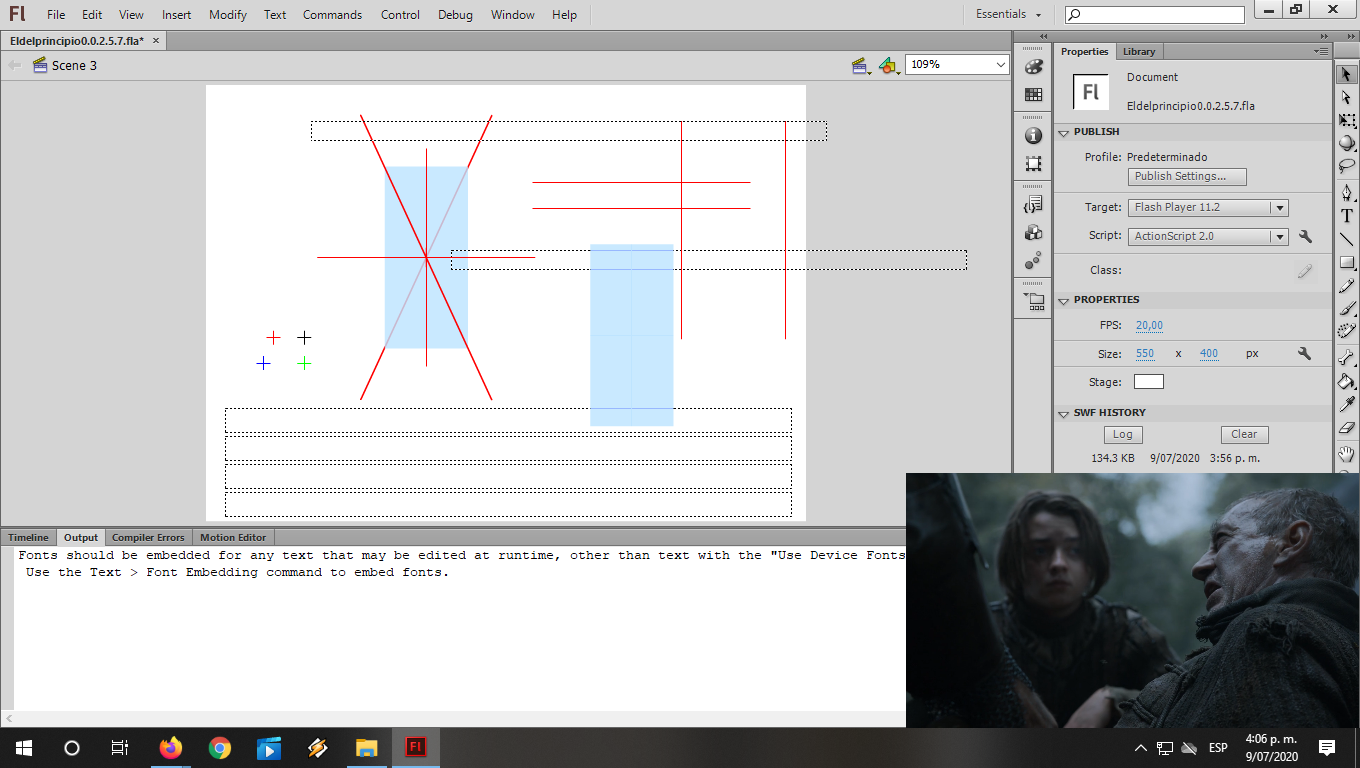 Fl File Edit View Insert Modify Text Commands Control Debug Window Help Essentials
Eldelprincipio0.0.2.5.7.fla* ×
Scene 3 109%
Properties Library
Document
Fl
Eldelprincipio0.0.2.5.7.fla
PUBLISH
Profile: Predeterminado
Publish Settings...
Target: Flash Player 11.2
Script: ActionScript 2.0
Class:
PROPERTIES
FPS: 20,00
Size: 550 x 400 px
Stage:
SWF HISTORY
Log Clear
134.3 KB 9/07/2020 3:56 p. m.
Timeline Output Compiler Errors Motion Editor
Fonts should be embedded for any text that may be edited at runtime, other than text with the "Use Device Fonts
Use the Text > Font Embedding command to embed fonts.
Fl
ESP
4:06 p. m.
9/07/2020